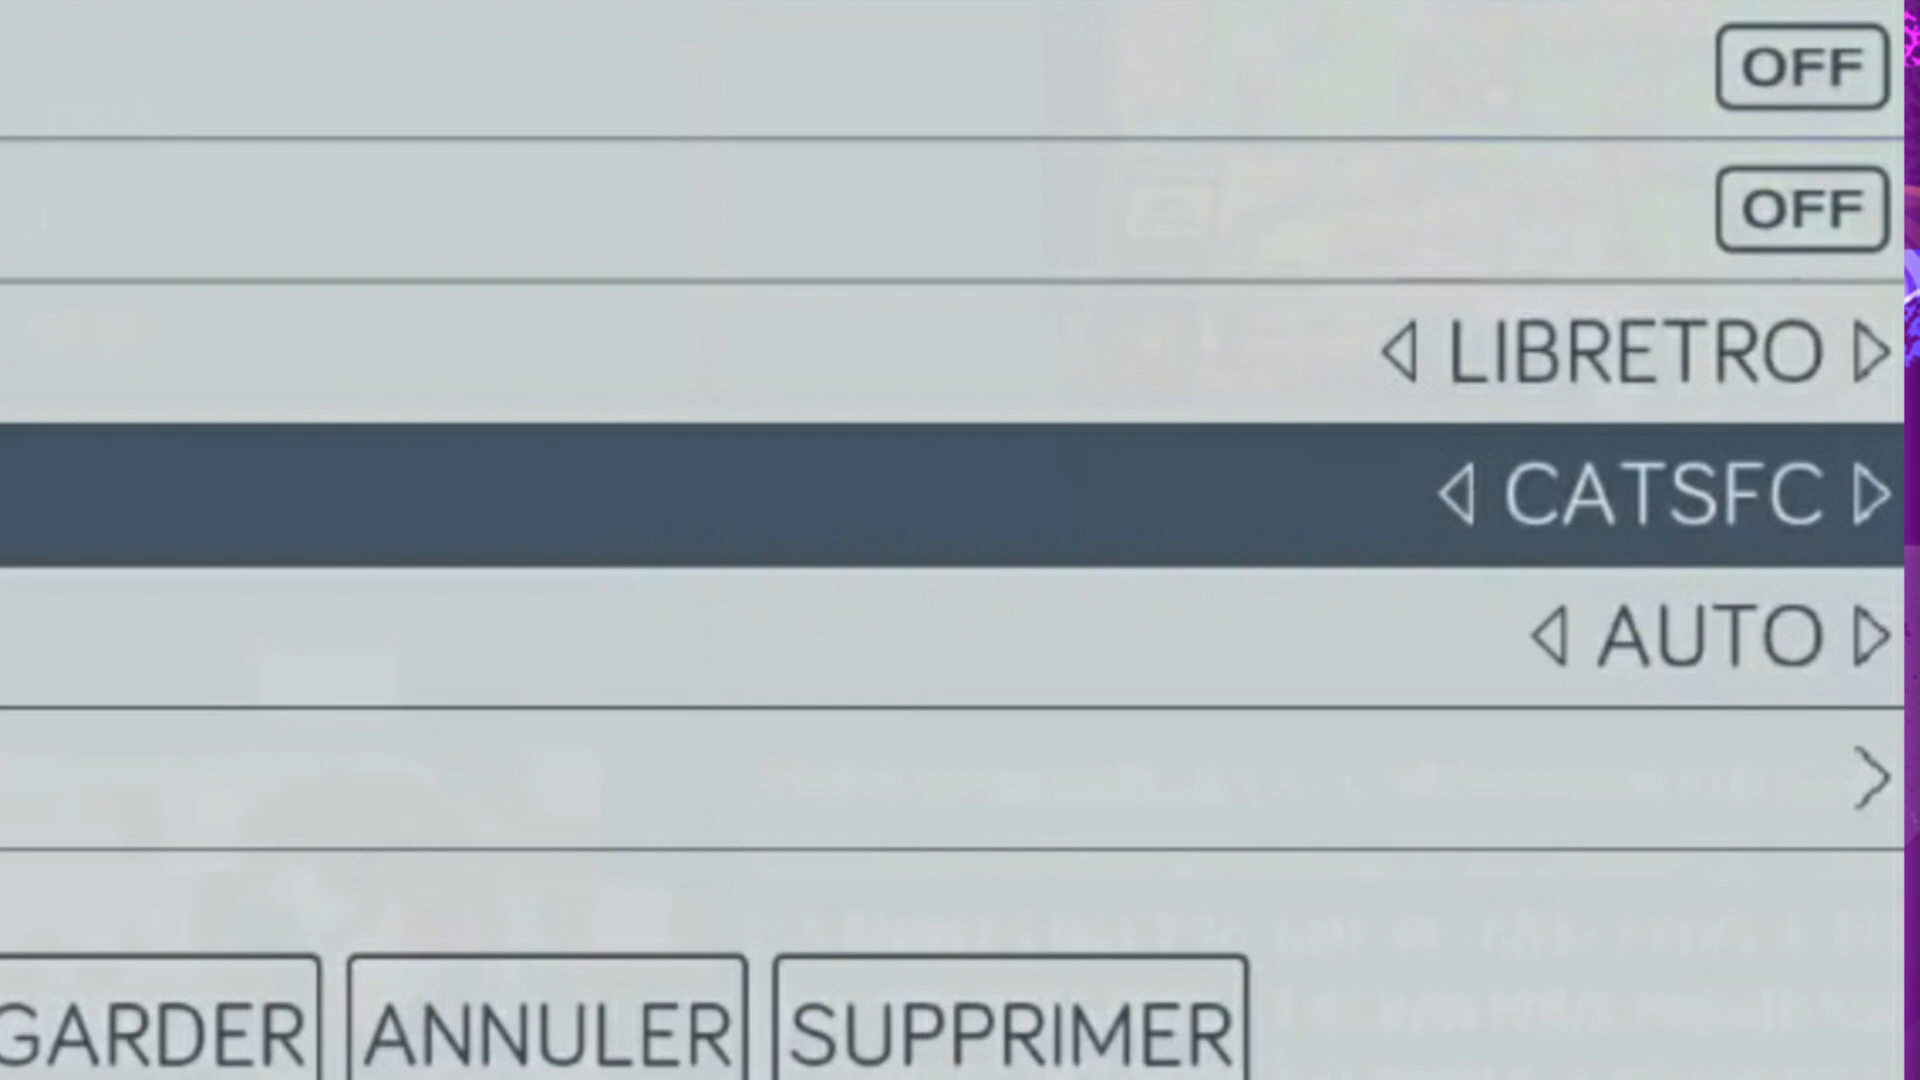 OFF
OFF
LIBRETRO
CATSFC
AUTO
GARDER ANNULER SUPPRIMER